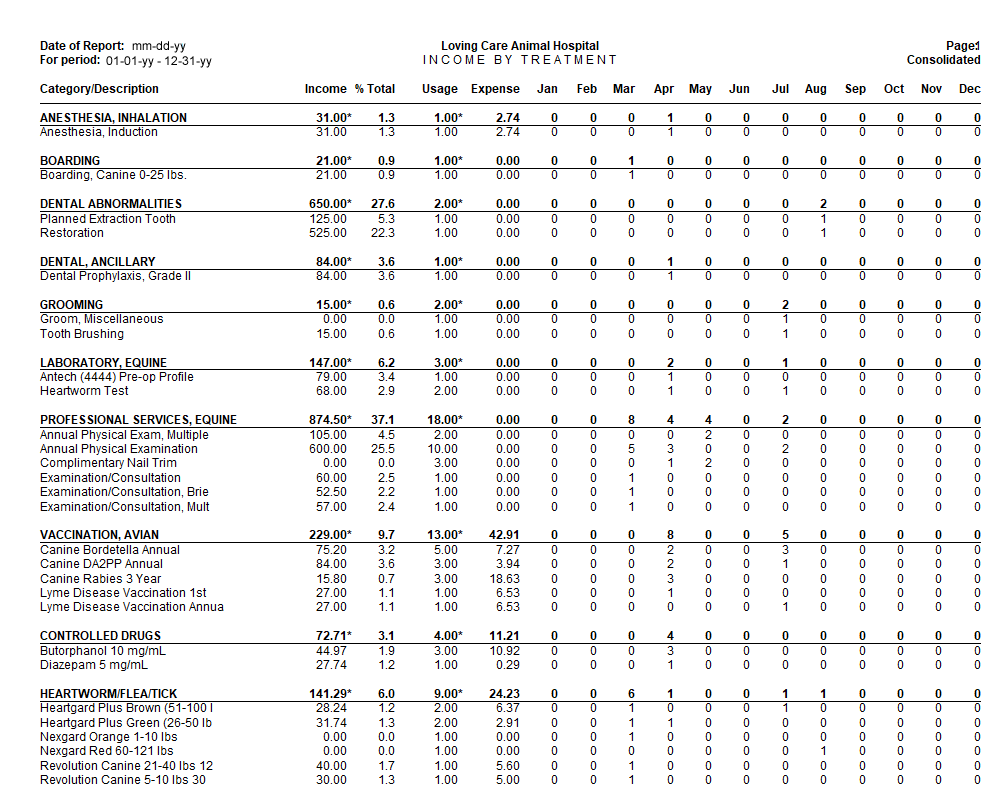 Date of Report: mm-dd-yy Loving Care Animal Hospital Page:1
For period: 01-01-yy - 12-31-yy INCOME BY TREATMENT Consolidated
Category/Description Income % Total Usage Expense Jan Feb Mar Apr May Jun Jul Aug Sep Oct Nov Dec
ANESTHESIA, INHALATION 31.00* 1.3 1.00* 2.74 0 0 0 1 0 0 0 0 0 0 0 0
Anesthesia, Induction 31.00 1.3 1.00 2.74 0 0 0 1 0 0 0 0 0 0 0 0
BOARDING 21.00* 0.9 1.00* 0.00 0 0 1 0 0 0 0 0 0 0 0 0
Boarding, Canine 0-25 lbs. 21.00 0.9 1.00 0.00 0 0 1 0 0 0 0 0 0 0 0 0
DENTAL ABNORMALITIES 650.00* 27.6 2.00* 0.00 0 0 0 0 0 0 0 2 0 0 0 0
Planned Extraction Tooth 125.00 5.3 1.00 0.00 0 0 0 0 0 0 0 1 0 0 0 0
Restoration 525.00 22.3 1.00 0.00 0 0 0 0 0 0 0 1 0 0 0 0
DENTAL, ANCILLARY 84.00* 3.6 1.00* 0.00 0 0 0 1 0 0 0 0 0 0 0 0
Dental Prophylaxis, Grade II 84.00 3.6 1.00 0.00 0 0 0 1 0 0 0 0 0 0 0 0
GROOMING 15.00* 0.6 2.00* 0.00 0 0 0 0 0 0 2 0 0 0 0 0
Groom, Miscellaneous 0.00 0.0 1.00 0.00 0 0 0 0 0 0 1 0 0 0 0 0
Tooth Brushing 15.00 0.6 1.00 0.00 0 0 0 0 0 0 1 0 0 0 0 0
LABORATORY, EQUINE 147.00* 6.2 3.00* 0.00 0 0 0 2 0 0 1 0 0 0 0 0
Antech (4444) Pre-op Profile 79.00 3.4 1.00 0.00 0 0 0 1 0 0 0 0 0 0 0 0
Heartworm Test 68.00 2.9 2.00 0.00 0 0 0 1 0 0 1 0 0 0 0 0
PROFESSIONAL SERVICES, EQUINE 874.50* 37.1 18.00* 0.00 0 0 8 4 4 0 2 0 0 0 0 0
Annual Physical Exam, Multiple 105.00 4.5 2.00 0.00 0 0 0 0 2 0 0 0 0 0 0 0
Annual Physical Examination 600.00 25.5 10.00 0.00 0 0 5 3 0 0 2 0 0 0 0 0
Complimentary Nail Trim 0.00 0.0 3.00 0.00 0 0 0 1 2 0 0 0 0 0 0 0
Examination/Consultation 60.00 2.5 1.00 0.00 0 0 1 0 0 0 0 0 0 0 0 0
Examination/Consultation, Brie 52.50 2.2 1.00 0.00 0 0 1 0 0 0 0 0 0 0 0 0
Examination/Consultation, Mult 57.00 2.4 1.00 0.00 0 0 1 0 0 0 0 0 0 0 0 0
VACCINATION, AVIAN 229.00* 9.7 13.00* 42.91 0 0 0 8 0 0 5 0 0 0 0 0
Canine Bordetella Annual 75.20 3.2 5.00 7.27 0 0 0 2 0 0 3 0 0 0 0 0
Canine DA2PP Annual 84.00 3.6 3.00 3.94 0 0 0 2 0 0 1 0 0 0 0 0
Canine Rabies 3 Year 15.80 0.7 3.00 18.63 0 0 0 3 0 0 0 0 0 0 0 0
Lyme Disease Vaccination 1st 27.00 1.1 1.00 6.53 0 0 0 1 0 0 0 0 0 0 0 0
Lyme Disease Vaccination Annua 27.00 1.1 1.00 6.53 0 0 0 0 0 0 1 0 0 0 0 0
CONTROLLED DRUGS 72.71* 3.1 4.00* 11.21 0 0 0 4 0 0 0 0 0 0 0 0
Butorphanol 10 mg/mL 44.97 1.9 3.00 10.92 0 0 0 3 0 0 0 0 0 0 0 0
Diazepam 5 mg/mL 27.74 1.2 1.00 0.29 0 0 0 1 0 0 0 0 0 0 0 0
HEARTWORM/FLEA/TICK 141.29* 6.0 9.00* 24.23 0 0 6 1 0 0 1 1 0 0 0 0
Heartgard Plus Brown (51-100 l 28.24 1.2 2.00 6.37 0 0 1 0 0 0 1 0 0 0 0 0
Heartgard Plus Green (26-50 lb 31.74 1.3 2.00 2.91 0 0 1 1 0 0 0 0 0 0 0 0
Nexgard Orange 1-10 lbs 0.00 0.0 1.00 0.00 0 0 1 0 0 0 0 0 0 0 0 0
Nexgard Red 60-121 lbs 0.00 0.0 1.00 0.00 0 0 0 0 0 0 0 1 0 0 0 0
Revolution Canine 21-40 lbs 12 40.00 1.7 1.00 5.60 0 0 1 0 0 0 0 0 0 0 0 0
Revolution Canine 5-10 lbs 30 30.00 1.3 1.00 5.00 0 0 1 0 0 0 0 0 0 0 0 0